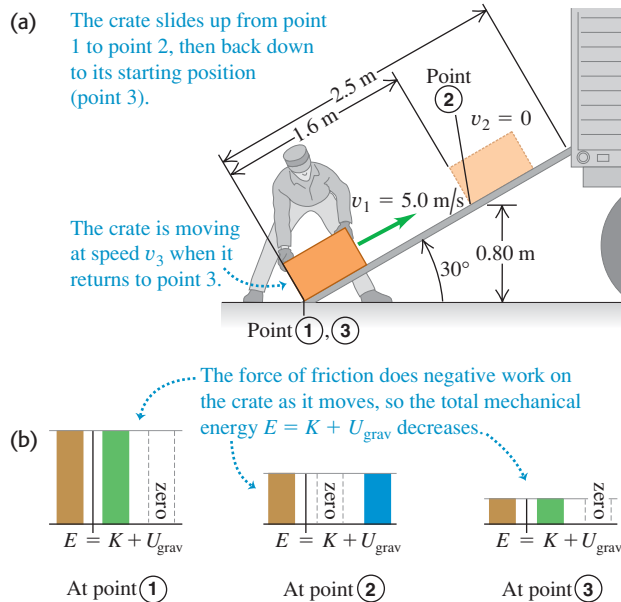 (a)
The crate slides up from point
1 to point 2, then back down
to its starting position
(point 3).
2.5 m
1.6 m
Point
2
v₂ = 0
v₁ = 5.0 m/s
The crate is moving
at speed v₃ when it
returns to point 3.
30°
0.80 m
Point 1, 3
(b)
The force of friction does negative work on
the crate as it moves, so the total mechanical
energy E = K + U_grav decreases.
zero
zero
zero
E = K + U_grav
E = K + U_grav
E = K + U_grav
At point 1
At point 2
At point 3